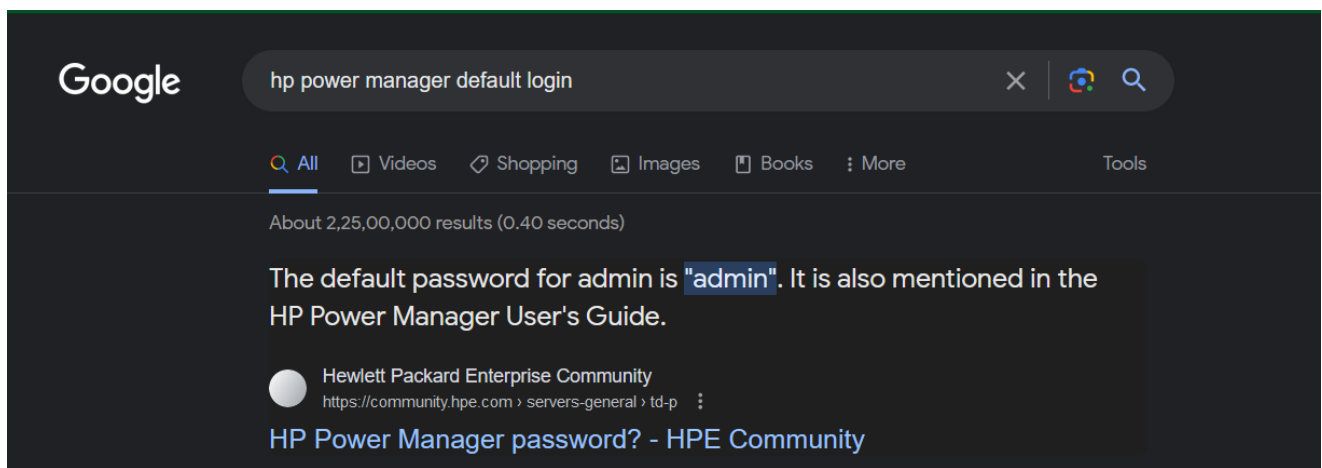 Google
hp power manager default login
All Videos Shopping Images Books More Tools
About 2,25,00,000 results (0.40 seconds)
The default password for admin is "admin". It is also mentioned in the
HP Power Manager User's Guide.
Hewlett Packard Enterprise Community
https://community.hpe.com › servers-general › td-p
HP Power Manager password? - HPE Community